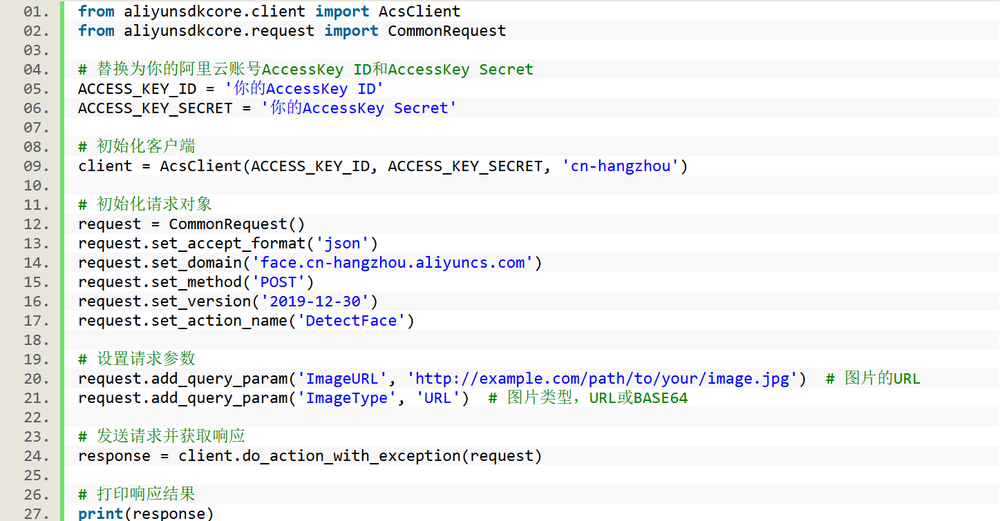 01. from aliyunsdkcore.client import AcsClient
02. from aliyunsdkcore.request import CommonRequest
03.
04. # 替换为你的阿里云账号AccessKey ID和AccessKey Secret
05. ACCESS_KEY_ID = '你的AccessKey ID'
06. ACCESS_KEY_SECRET = '你的AccessKey Secret'
07.
08. # 初始化客户端
09. client = AcsClient(ACCESS_KEY_ID, ACCESS_KEY_SECRET, 'cn-hangzhou')
10.
11. # 初始化请求对象
12. request = CommonRequest()
13. request.set_accept_format('json')
14. request.set_domain('face.cn-hangzhou.aliyuncs.com')
15. request.set_method('POST')
16. request.set_version('2019-12-30')
17. request.set_action_name('DetectFace')
18.
19. # 设置请求参数
20. request.add_query_param('ImageURL', 'http://example.com/path/to/your/image.jpg')  # 图片的URL
21. request.add_query_param('ImageType', 'URL')  # 图片类型，URL或BASE64
22.
23. # 发送请求并获取响应
24. response = client.do_action_with_exception(request)
25.
26. # 打印响应结果
27. print(response)